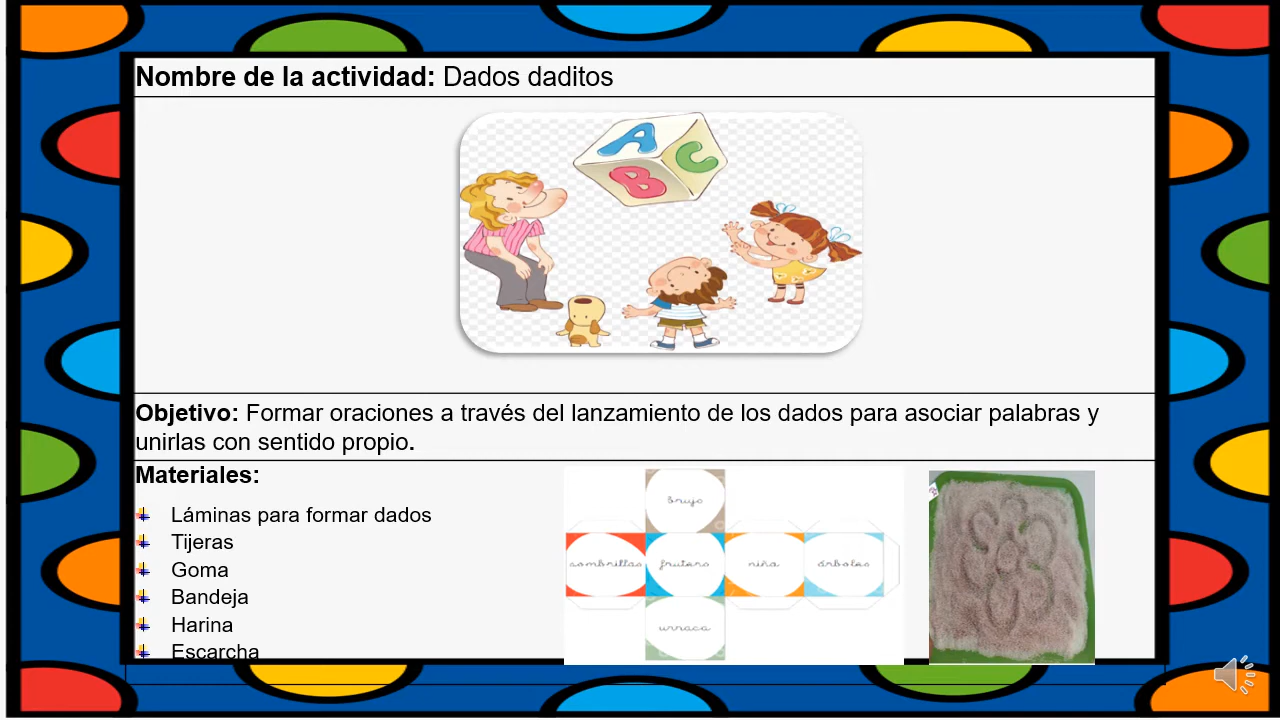 Nombre de la actividad: Dados daditos
A
B
C
Objetivo: Formar oraciones a través del lanzamiento de los dados para asociar palabras y
unirlas con sentido propio.
Materiales:
Láminas para formar dados
Tijeras
Goma
Bandeja
Harina
Escarcha
brujo
sombrillas
frutero
niña
árboles
urraca